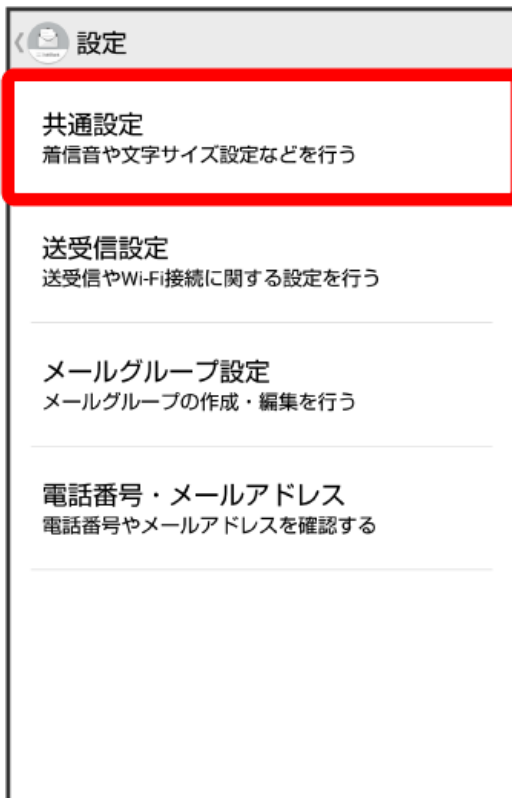 設定
共通設定
着信音や文字サイズ設定などを行う
送受信設定
送受信やWi-Fi接続に関する設定を行う
メールグループ設定
メールグループの作成・編集を行う
電話番号・メールアドレス
電話番号やメールアドレスを確認する